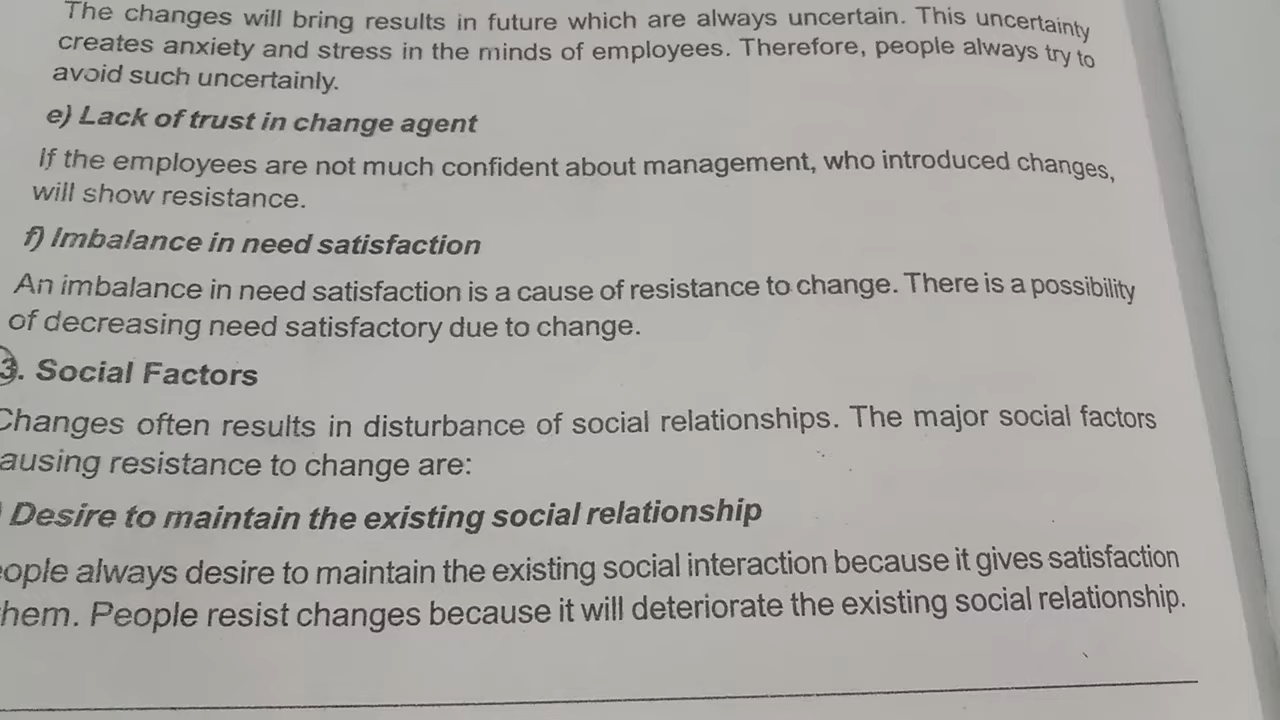 The changes will bring results in future which are always uncertain. This uncertainty
creates anxiety and stress in the minds of employees. Therefore, people always try to
avoid such uncertainly.
e) Lack of trust in change agent
If the employees are not much confident about management, who introduced changes,
will show resistance.
f) Imbalance in need satisfaction
An imbalance in need satisfaction is a cause of resistance to change. There is a possibility
of decreasing need satisfactory due to change.
3. Social Factors
Changes often results in disturbance of social relationships. The major social factors
ausing resistance to change are:
) Desire to maintain the existing social relationship
eople always desire to maintain the existing social interaction because it gives satisfaction
hem. People resist changes because it will deteriorate the existing social relationship.